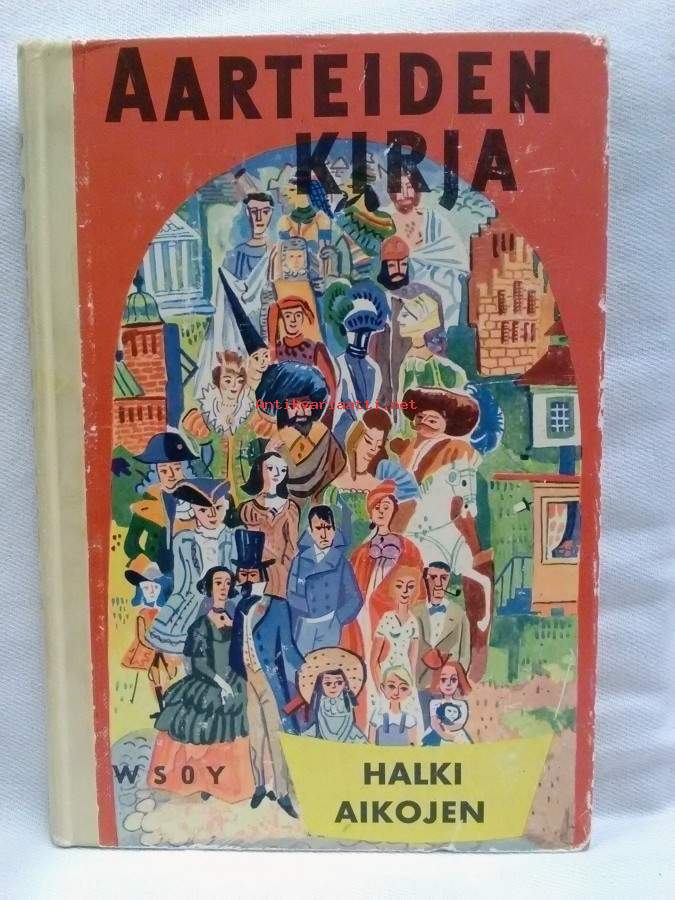 AARTEIDEN
KIRJA
Antikvariaatti.net
WSOY
HALKI
AIKOJEN